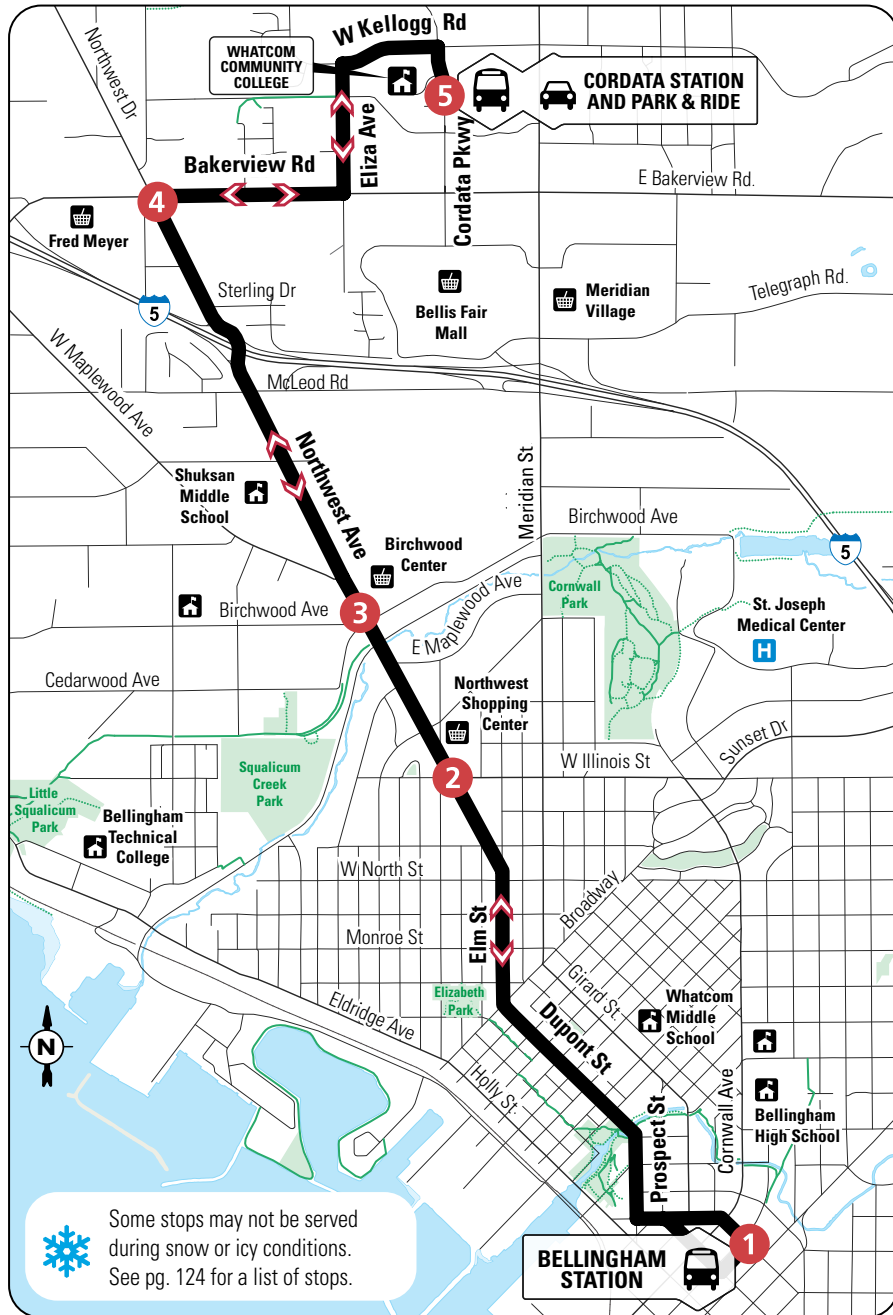 Northwest Dr
W Kellogg Rd
WHATCOM
COMMUNITY
COLLEGE
5
CORDATA STATION
AND PARK & RIDE
Eliza Ave
Cordata Pkwy
Bakerview Rd
E Bakerview Rd.
4
Fred Meyer
Sterling Dr
Bellis Fair
Mall
Meridian
Village
Telegraph Rd.
5
W Maplewood Ave
McLeod Rd
Northwest Ave
Meridian St
Shuksan
Middle
School
Birchwood Ave
5
Birchwood
Center
Cornwall
Park
St. Joseph
Medical Center
H
Birchwood Ave
3
E Maplewood Ave
Cedarwood Ave
Northwest
Shopping
Center
Sunset Dr
W Illinois St
2
Squalicum
Creek
Park
Little
Squalicum
Park
Bellingham
Technical
College
W North St
Broadway
Elm St
Monroe St
Girard St.
Elizabeth
Park
Eldridge Ave
Whatcom
Middle
School
Dupont St
N
Holly St.
Prospect St
Cornwall Ave
Bellingham
High School
Some stops may not be served
during snow or icy conditions.
See pg. 124 for a list of stops.
1
BELLINGHAM
STATION